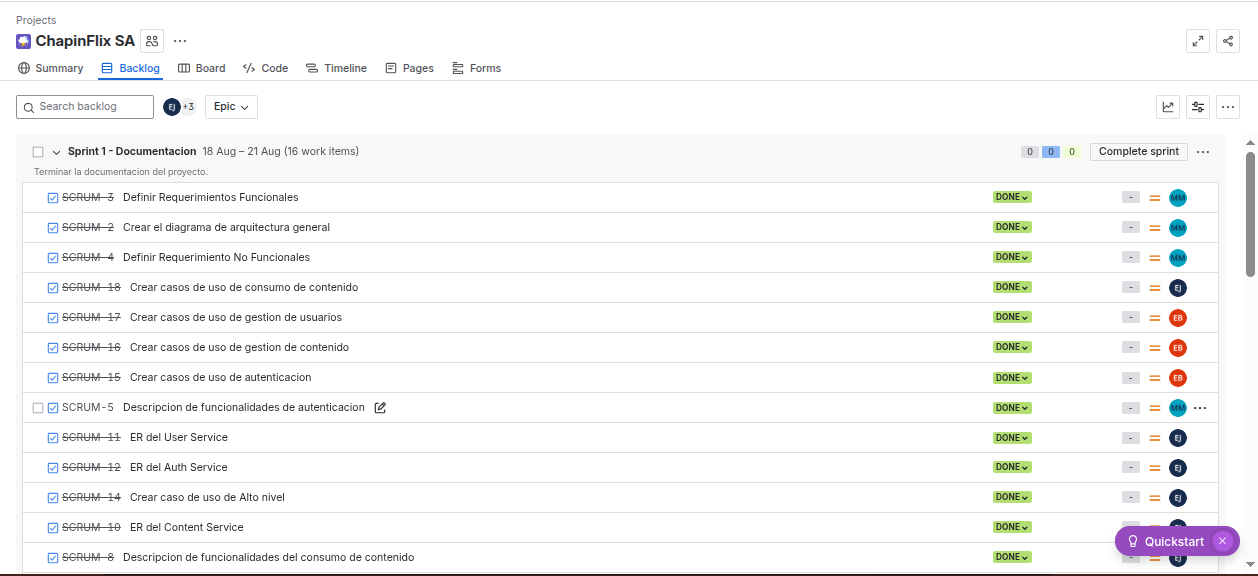 Projects
ChapinFlix SA
Summary Backlog Board Code Timeline Pages Forms
Search backlog EJ +3 Epic
Sprint 1 - Documentacion 18 Aug – 21 Aug (16 work items) 0 0 0 Complete sprint
Terminar la documentacion del proyecto.
SCRUM-3 Definir Requerimientos Funcionales DONE - MM
SCRUM-2 Crear el diagrama de arquitectura general DONE - MM
SCRUM-4 Definir Requerimiento No Funcionales DONE - MM
SCRUM-18 Crear casos de uso de consumo de contenido DONE - EJ
SCRUM-17 Crear casos de uso de gestion de usuarios DONE - EB
SCRUM-16 Crear casos de uso de gestion de contenido DONE - EB
SCRUM-15 Crear casos de uso de autenticacion DONE - EB
SCRUM-5 Descripcion de funcionalidades de autenticacion DONE - MM
SCRUM-11 ER del User Service DONE - EJ
SCRUM-12 ER del Auth Service DONE - EJ
SCRUM-14 Crear caso de uso de Alto nivel DONE - EJ
SCRUM-10 ER del Content Service DONE - EJ
Quickstart
SCRUM-8 Descripcion de funcionalidades del consumo de contenido DONE - EJ